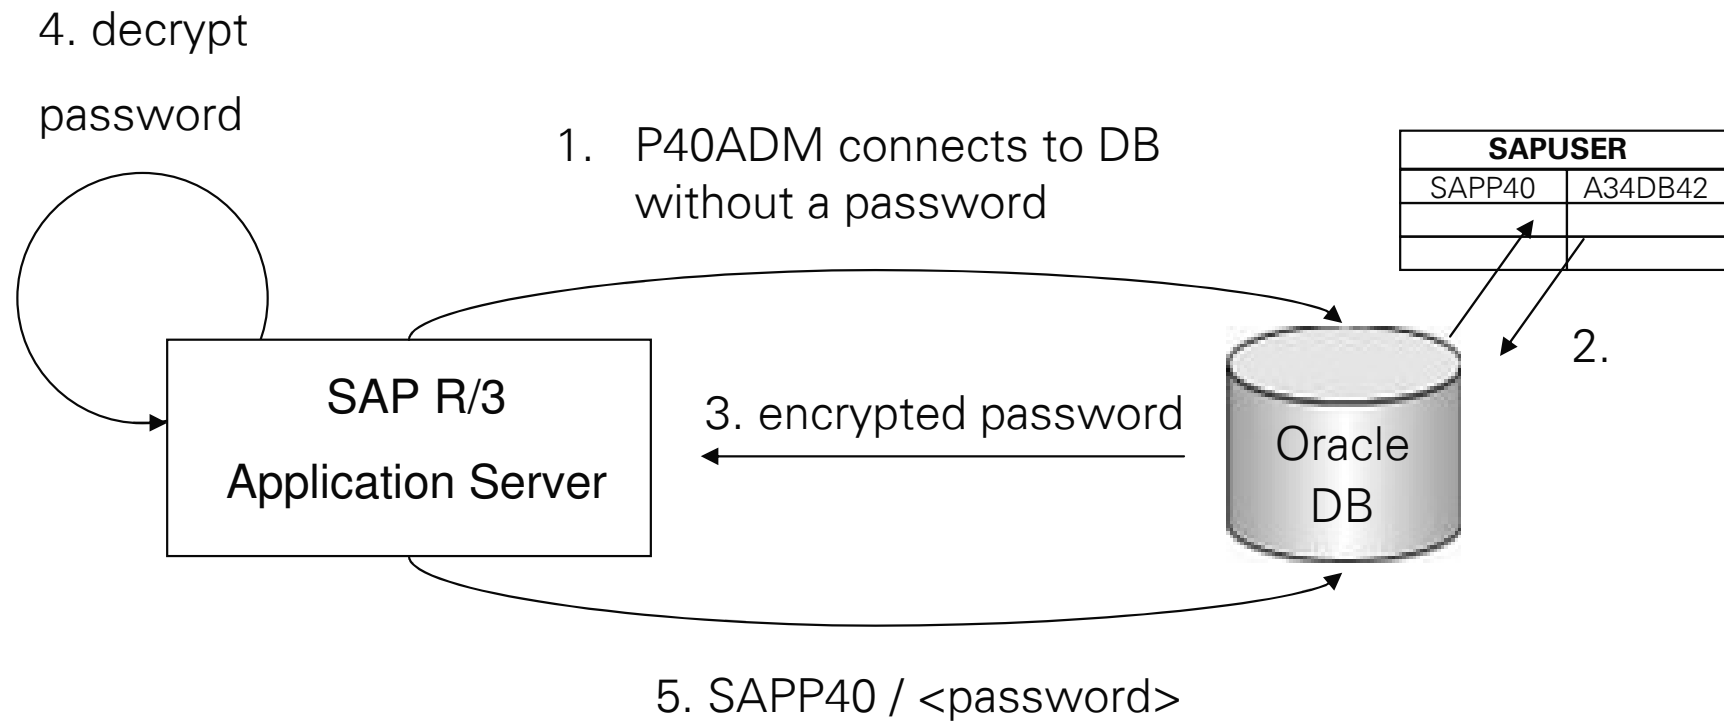 4. decrypt
password
1. P40ADM connects to DB
without a password
SAPUSER
SAPP40 A34DB42
2.
SAP R/3
Application Server
3. encrypted password
Oracle
DB
5. SAPP40 / <password>